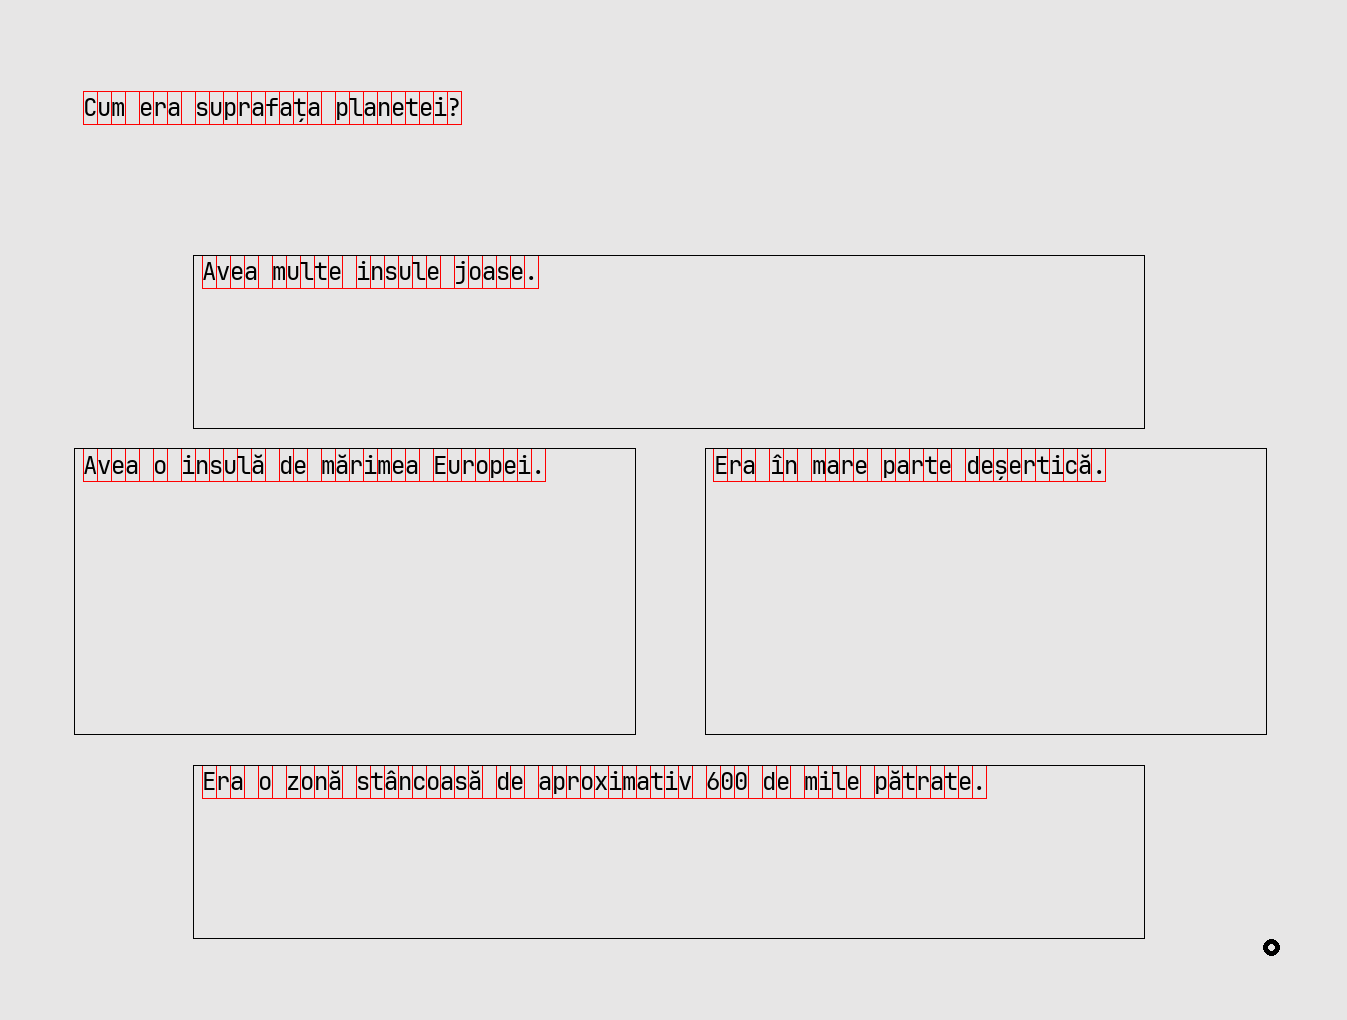 Cum era suprafața planetei?
Avea multe insule joase.
Avea o insulă de mărimea Europei.
Era în mare parte deșertică.
Era o zonă stâncoasă de aproximativ 600 de mile pătrate.